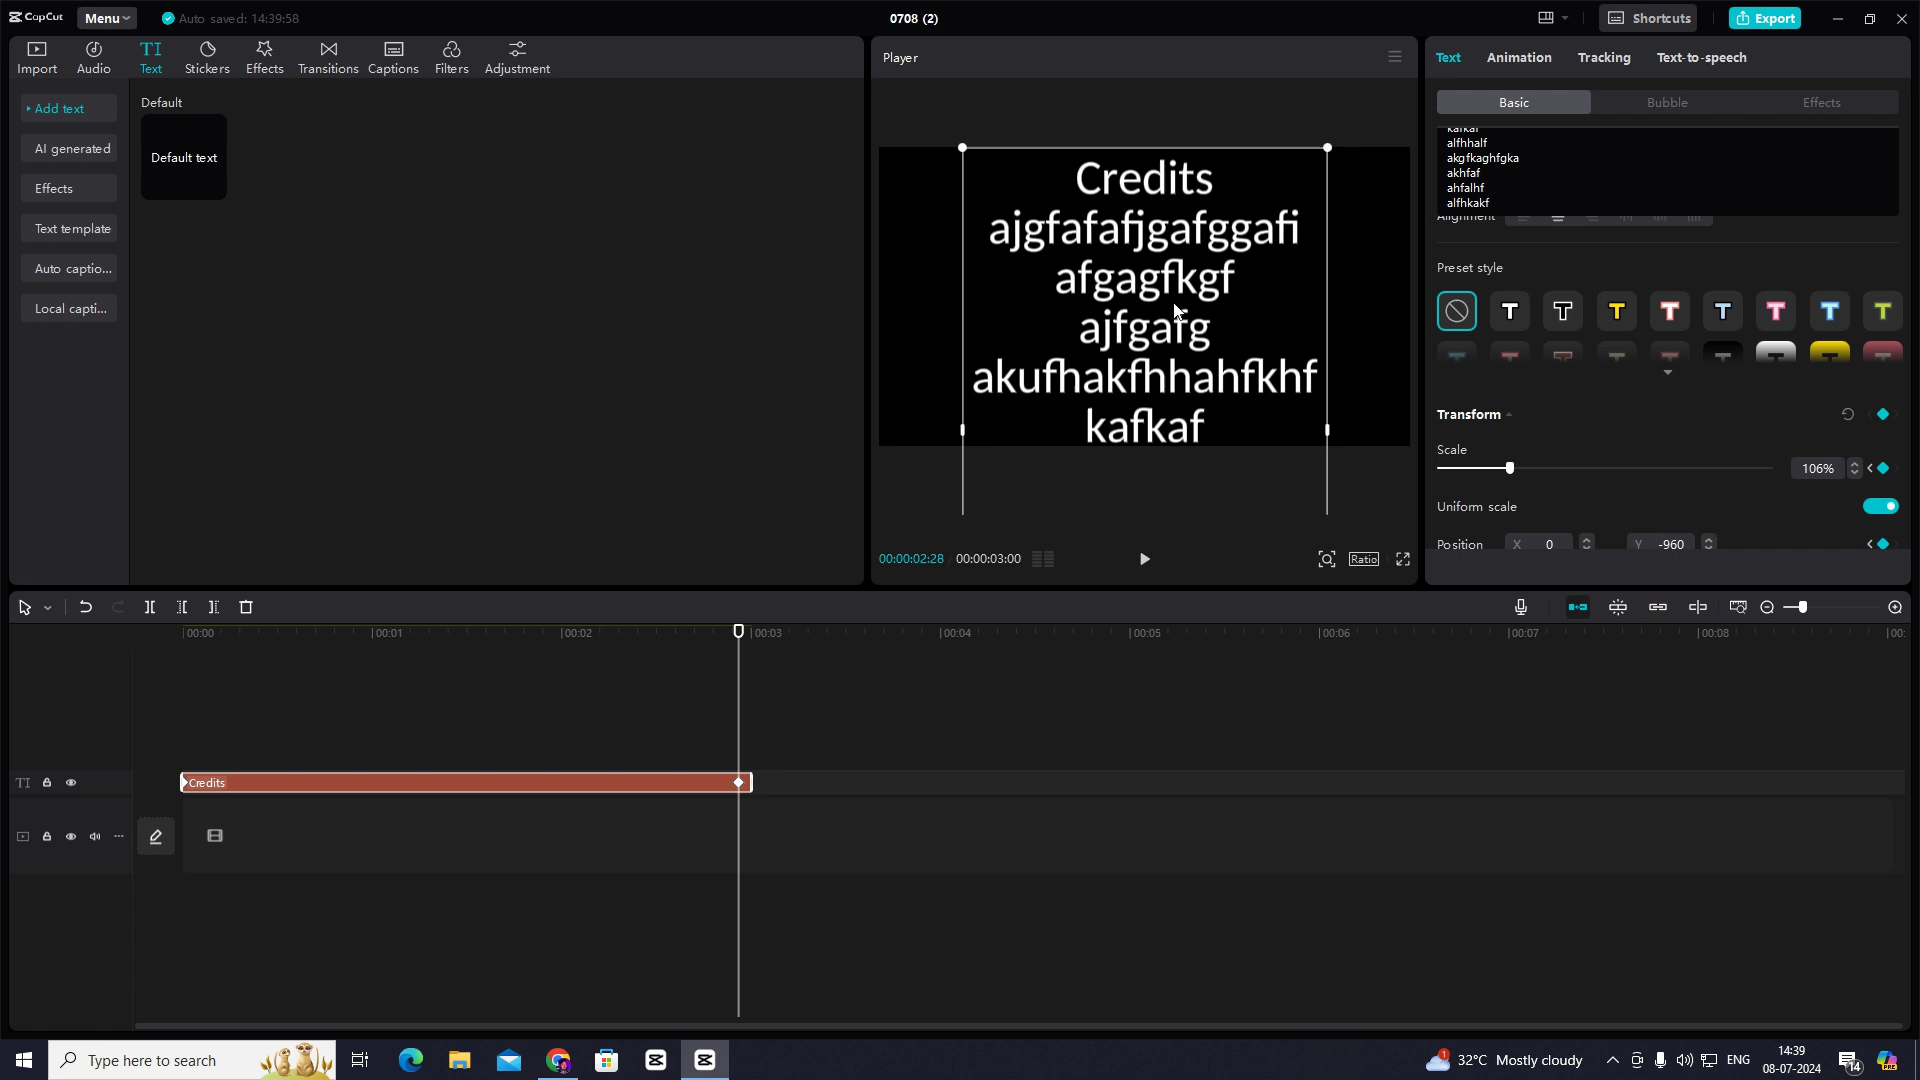 CapCut Menu Auto saved: 14:39:58 0708 (2) Shortcuts Export
Import Audio Text Stickers Effects Transitions Captions Filters Adjustment
Add text
AI generated
Effects
Text template
Auto captio...
Local capti...
Default
Default text
Player
Credits
ajgfafafjgafggafi
afgagfkgf
ajfgafg
akufhakfhhahfkhf
kafkaf
00:00:02:28 00:00:03:00 Ratio
Text Animation Tracking Text-to-speech
Basic Bubble Effects
kafkaf
alfhhalf
akgfkaghfgka
akhfaf
ahfalhf
alfhkakf
Alignment
Preset style
Transform
Scale 106%
Uniform scale
Position X 0 Y -960
00:00 00:01 00:02 00:03 00:04 00:05 00:06 00:07 00:08 00:
TI Credits
Type here to search
32°C Mostly cloudy ENG 14:39
08-07-2024
14